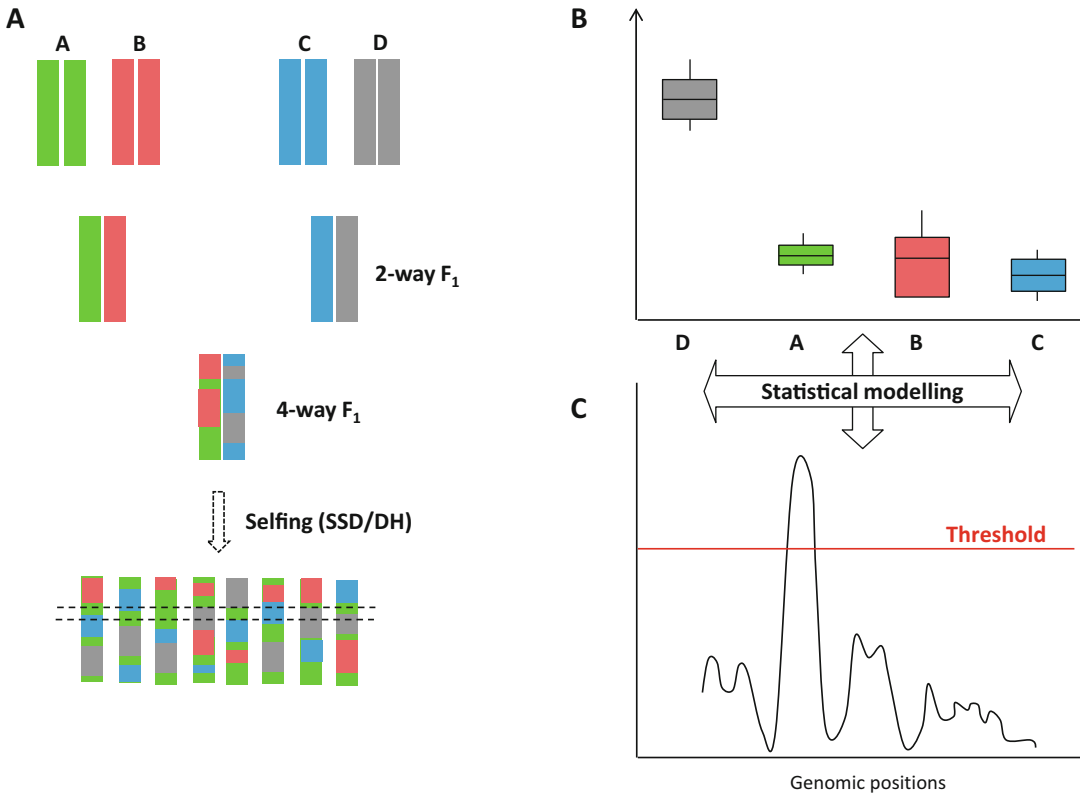 A
A B C D
2-way F₁
4-way F₁
Selfing (SSD/DH)
B
D A B C
Statistical modelling
C
Threshold
Genomic positions